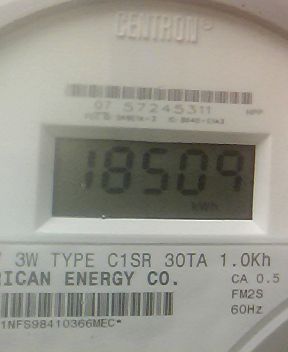 CENTRON®
07 57245311
18509
kWh
3W TYPE C1SR 30TA 1.0Kh
RICAN ENERGY CO.
CA 0.5
FM2S
60Hz
1NFS98410366MEC*